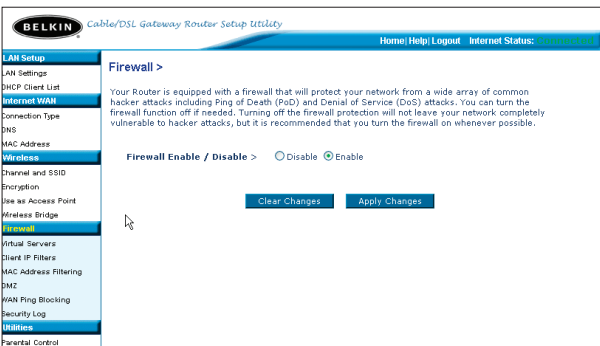 BELKIN Cable/DSL Gateway Router Setup Utility
Home| Help| Logout Internet Status:
LAN Setup
LAN Settings
DHCP Client List
Internet WAN
Connection Type
DNS
MAC Address
Wireless
Channel and SSID
Encryption
Use as Access Point
Wireless Bridge
Firewall
Virtual Servers
Client IP Filters
MAC Address Filtering
DMZ
WAN Ping Blocking
Security Log
Utilities
Parental Control
Firewall >
Your Router is equipped with a firewall that will protect your network from a wide array of common
hacker attacks including Ping of Death (PoD) and Denial of Service (DoS) attacks. You can turn the
firewall function off if needed. Turning off the firewall protection will not leave your network completely
vulnerable to hacker attacks, but it is recommended that you turn the firewall on whenever possible.
Firewall Enable / Disable > Disable Enable
Clear Changes Apply Changes